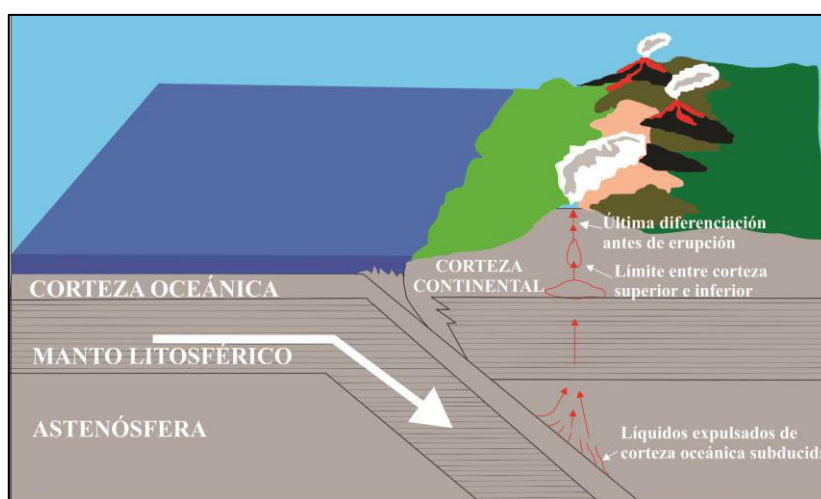 Última diferenciación
antes de erupción
CORTEZA
CONTINENTAL
Límite entre corteza
superior e inferior
CORTEZA OCEÁNICA
MANTO LITOSFÉRICO
ASTENÓSFERA
Líquidos expulsados de
corteza oceánica subducida